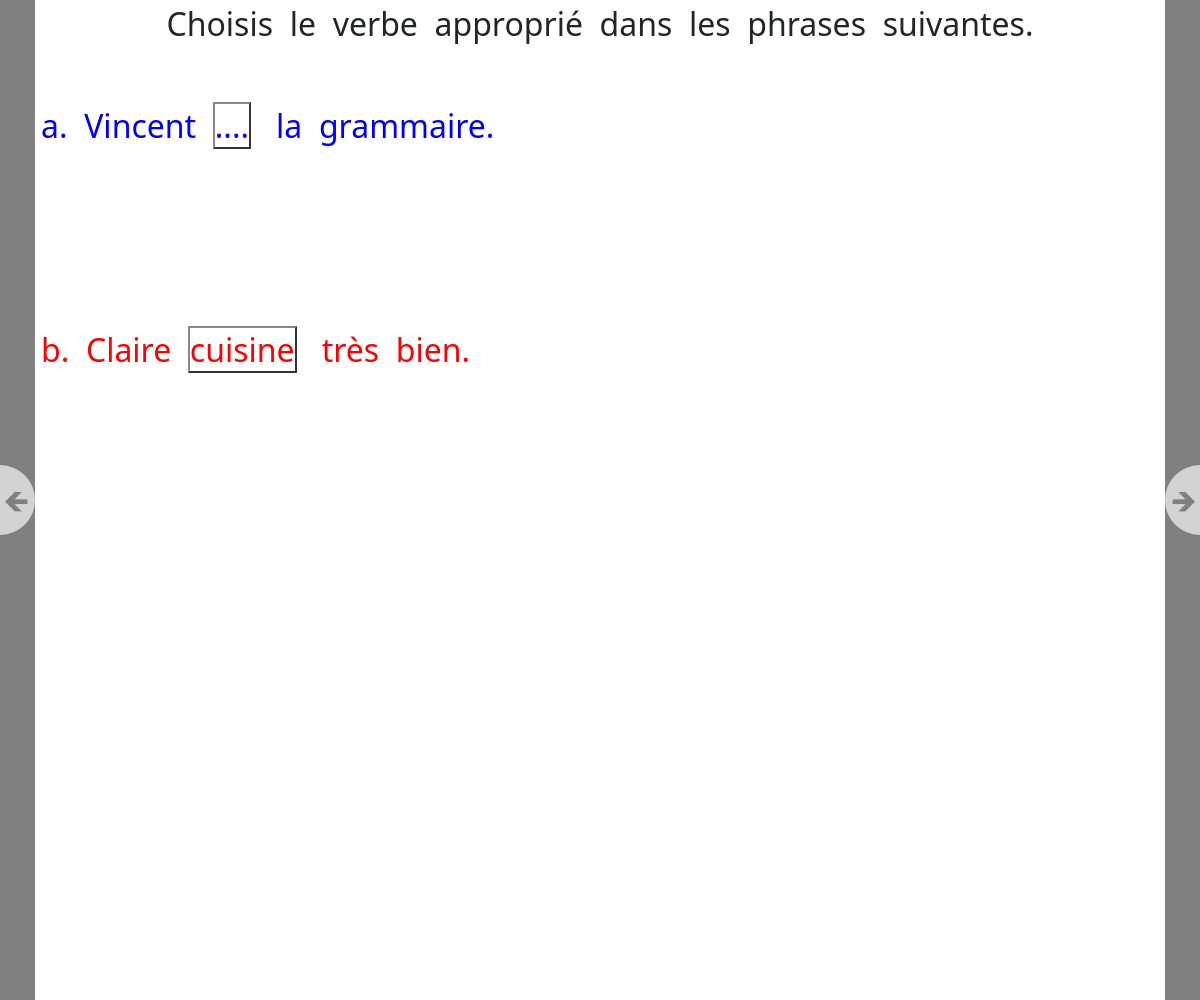 Choisis le verbe approprié dans les phrases suivantes.
a. Vincent .... la grammaire.
b. Claire cuisine très bien.